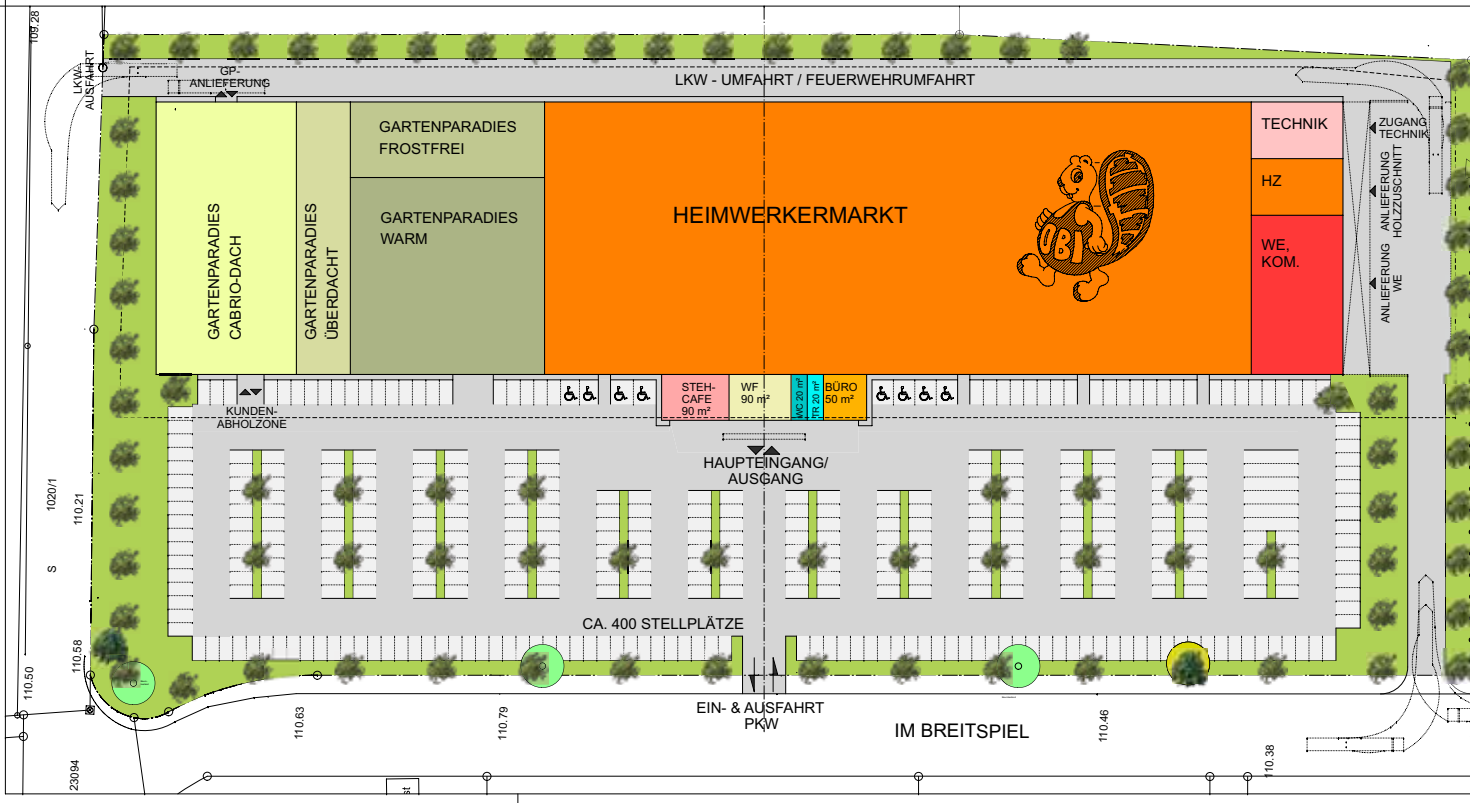 109.28
LKW-
AUSFAHRT
GP-
ANLIEFERUNG
LKW - UMFAHRT / FEUERWEHRUMFAHRT
GARTENPARADIES
CABRIO-DACH
GARTENPARADIES
ÜBERDACHT
GARTENPARADIES
FROSTFREI
GARTENPARADIES
WARM
HEIMWERKERMARKT
OBI
TECHNIK
HZ
WE,
KOM.
ZUGANG
TECHNIK
ANLIEFERUNG
HOLZZUSCHNITT
ANLIEFERUNG
WE
KUNDEN-
ABHOLZONE
STEH-
CAFE
90 m²
WF
90 m²
WC 20 m²
TR 20 m²
BÜRO
50 m²
HAUPTEINGANG/
AUSGANG
1020/1
S
110.21
110.58
110.50
CA. 400 STELLPLÄTZE
EIN- & AUSFAHRT
PKW
IM BREITSPIEL
110.63
110.79
110.46
110.38
23094
st